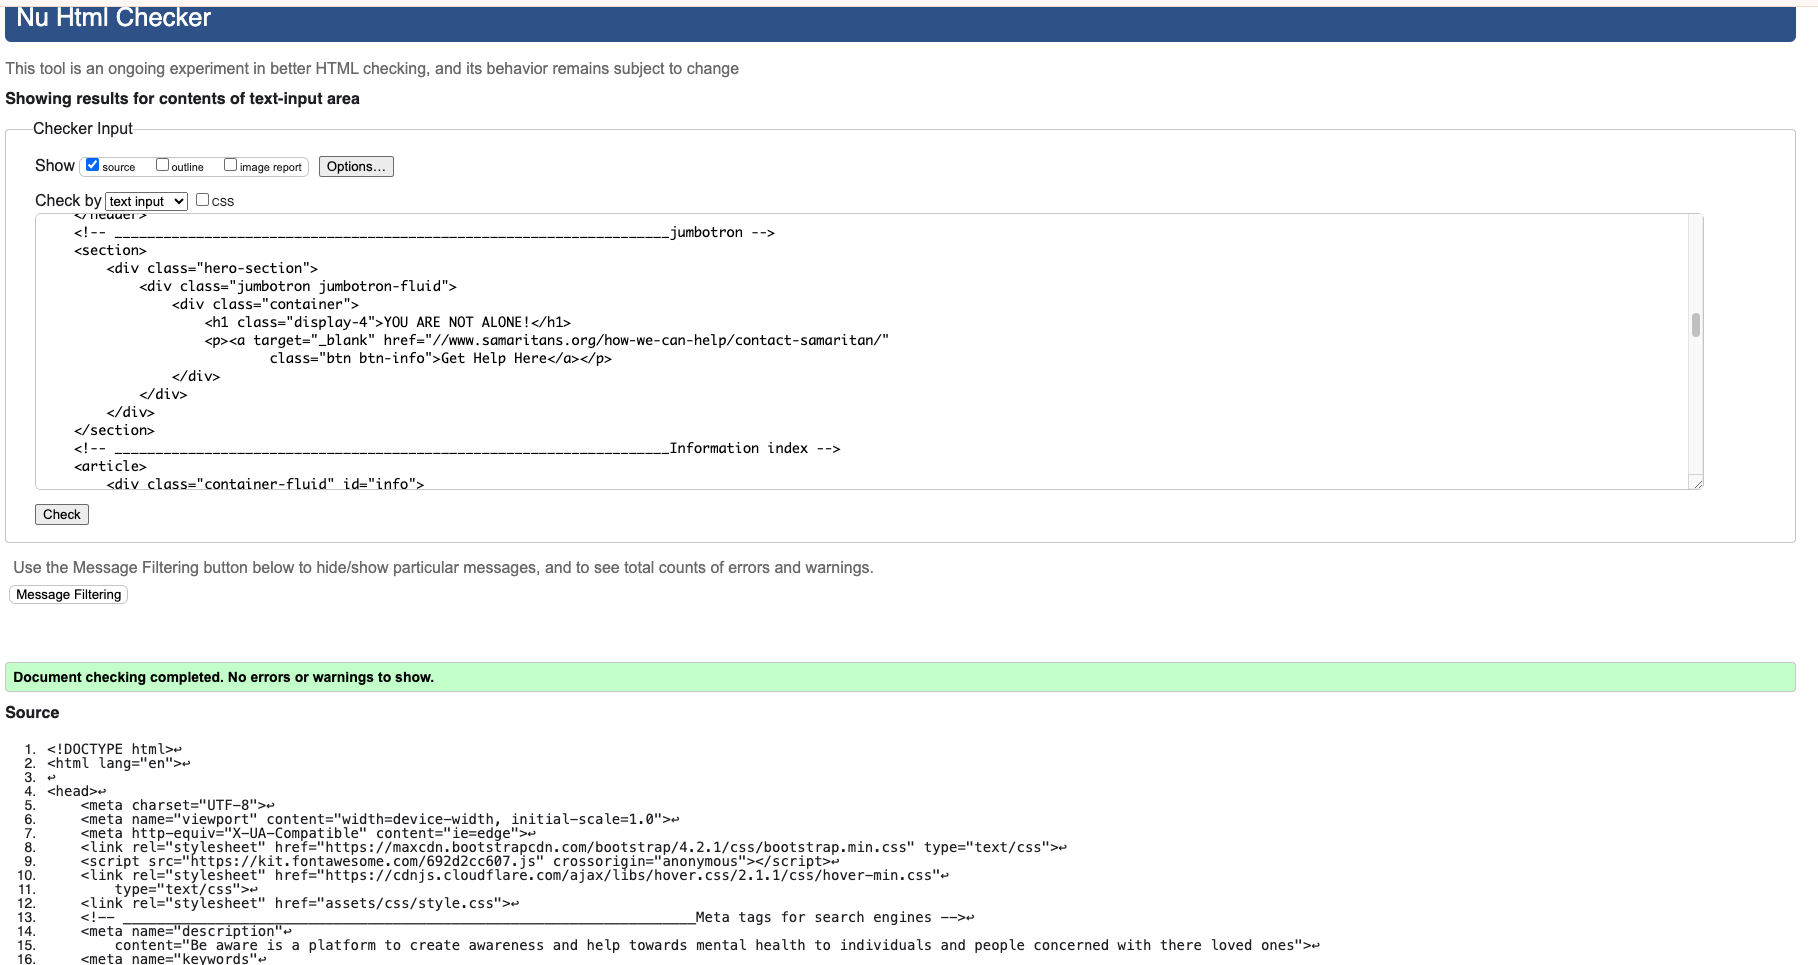 Nu Html Checker
This tool is an ongoing experiment in better HTML checking, and its behavior remains subject to change
Showing results for contents of text-input area
Checker Input
Show source outline image report Options...
Check by text input css
</header>
<!-- ____________________________________________________________________jumbotron -->
<section>
<div class="hero-section">
<div class="jumbotron jumbotron-fluid">
<div class="container">
<h1 class="display-4">YOU ARE NOT ALONE!</h1>
<p><a target="_blank" href="//www.samaritans.org/how-we-can-help/contact-samaritan/"
class="btn btn-info">Get Help Here</a></p>
</div>
</div>
</div>
</section>
<!-- ____________________________________________________________________Information index -->
<article>
<div class="container-fluid" id="info">
Check
Use the Message Filtering button below to hide/show particular messages, and to see total counts of errors and warnings.
Message Filtering
Document checking completed. No errors or warnings to show.
Source
1. <!DOCTYPE html>↩
2. <html lang="en">↩
3. ↩
4. <head>↩
5. <meta charset="UTF-8">↩
6. <meta name="viewport" content="width=device-width, initial-scale=1.0">↩
7. <meta http-equiv="X-UA-Compatible" content="ie=edge">↩
8. <link rel="stylesheet" href="https://maxcdn.bootstrapcdn.com/bootstrap/4.2.1/css/bootstrap.min.css" type="text/css">↩
9. <script src="https://kit.fontawesome.com/692d2cc607.js" crossorigin="anonymous"></script>↩
10. <link rel="stylesheet" href="https://cdnjs.cloudflare.com/ajax/libs/hover.css/2.1.1/css/hover-min.css"↩
11. type="text/css">↩
12. <link rel="stylesheet" href="assets/css/style.css">↩
13. <!-- ____________________________________________________________________Meta tags for search engines -->↩
14. <meta name="description"↩
15. content="Be aware is a platform to create awareness and help towards mental health to individuals and people concerned with there loved ones">↩
16. <meta name="keywords"↩